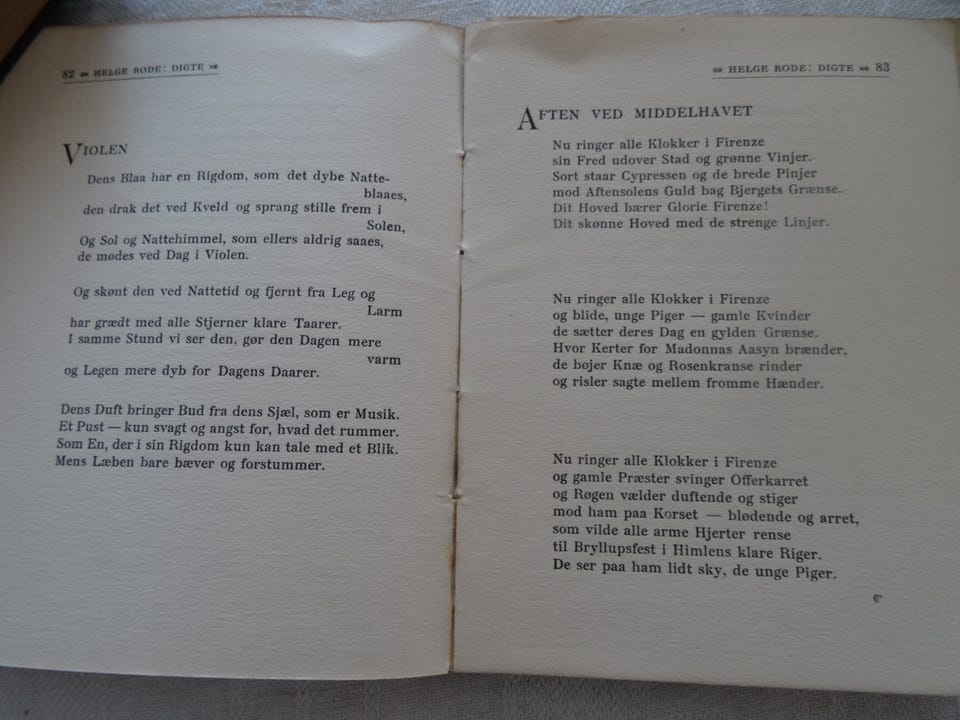 82 HELGE RODE: DIGTE
VIOLEN
Dens Blaa har en Rigdom, som det dybe Natte-
blaaes,
den drak det ved Kveld og sprang stille frem i
Solen,
Og Sol og Nattehimmel, som ellers aldrig saaes,
de mødes ved Dag i Violen.
Og skønt den ved Nattetid og fjernt fra Leg og
Larm
har grædt med alle Stjerner klare Taarer.
I samme Stund vi ser den, gør den Dagen mere
varm
og Legen mere dyb for Dagens Daarer.
Dens Duft bringer Bud fra dens Sjæl, som er Musik.
Et Pust — kun svagt og angst for, hvad det rummer.
Som En, der i sin Rigdom kun kan tale med et Blik.
Mens Læben bare bæver og forstummer.
HELGE RODE: DIGTE 83
AFTEN VED MIDDELHAVET
Nu ringer alle Klokker i Firenze
sin Fred udover Stad og grønne Vinjer.
Sort staar Cypressen og de brede Pinjer
mod Aftensolens Guld bag Bjergets Grænse.
Dit Hoved bærer Glorie Firenze!
Dit skønne Hoved med de strenge Linjer.
Nu ringer alle Klokker i Firenze
og blide, unge Piger — gamle Kvinder
de sætter deres Dag en gylden Grænse.
Hvor Kerter for Madonnas Aasyn brænder,
de bøjer Knæ og Rosenkranse rinder
og risler sagte mellem fromme Hænder.
Nu ringer alle Klokker i Firenze
og gamle Præster svinger Offerkarret
og Røgen vælder duftende og stiger
mod ham paa Korset — blødende og arret,
som vilde alle arme Hjerter rense
til Bryllupsfest i Himlens klare Riger.
De ser paa ham lidt sky, de unge Piger.
6*